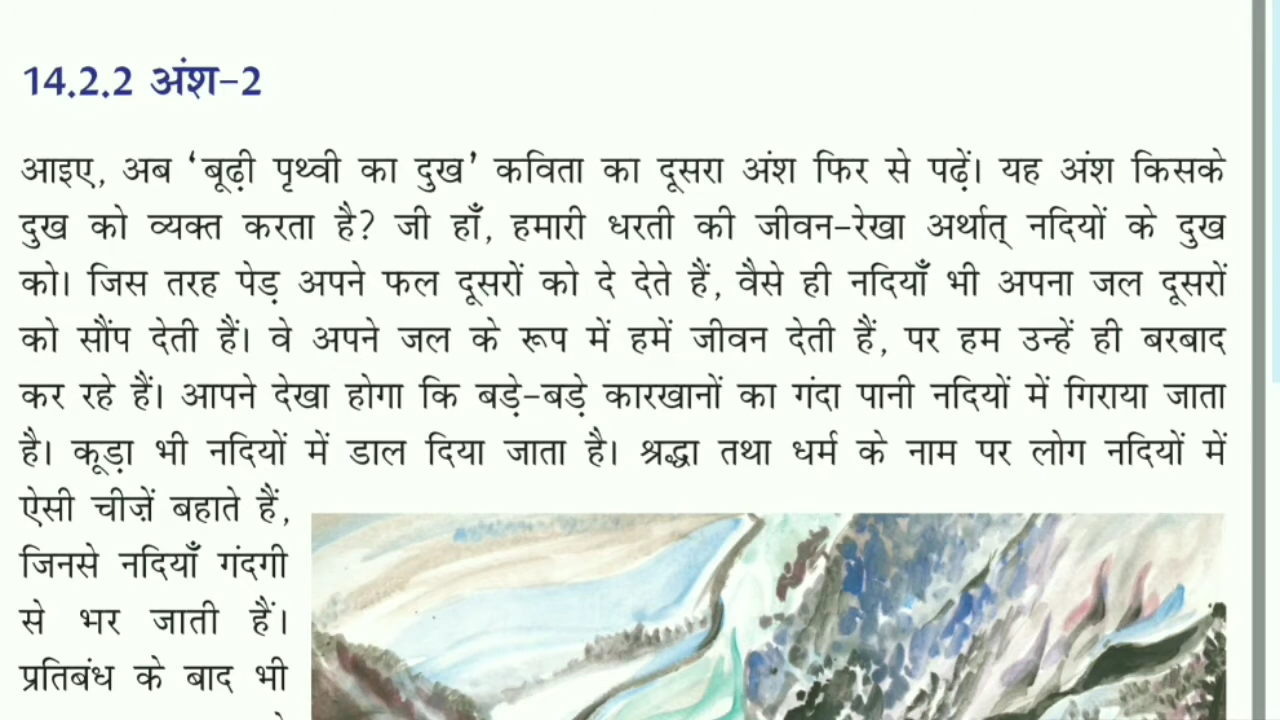 14.2.2 अंश-2
आइए, अब ‘बूढ़ी पृथ्वी का दुख’ कविता का दूसरा अंश फिर से पढ़ें। यह अंश किसके
दुख को व्यक्त करता है? जी हाँ, हमारी धरती की जीवन-रेखा अर्थात् नदियों के दुख
को। जिस तरह पेड़ अपने फल दूसरों को दे देते हैं, वैसे ही नदियाँ भी अपना जल दूसरों
को सौंप देती हैं। वे अपने जल के रूप में हमें जीवन देती हैं, पर हम उन्हें ही बरबाद
कर रहे हैं। आपने देखा होगा कि बड़े-बड़े कारखानों का गंदा पानी नदियों में गिराया जाता
है। कूड़ा भी नदियों में डाल दिया जाता है। श्रद्धा तथा धर्म के नाम पर लोग नदियों में
ऐसी चीज़ें बहाते हैं,
जिनसे नदियाँ गंदगी
से भर जाती हैं।
प्रतिबंध के बाद भी